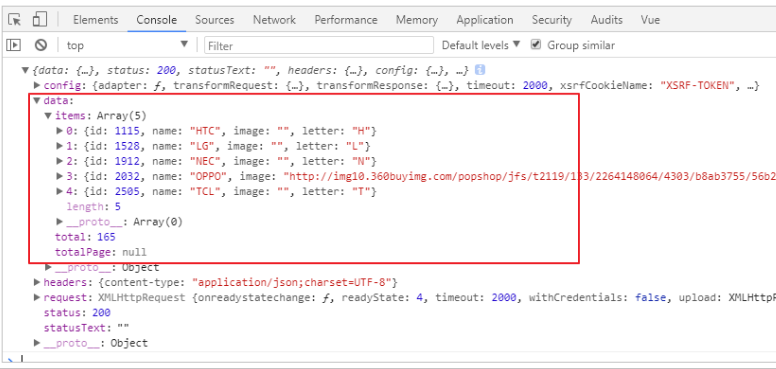 Elements Console Sources Network Performance Memory Application Security Audits Vue
top ▼ Filter Default levels ▼ Group similar
▼{data: {…}, status: 200, statusText: "", headers: {…}, config: {…}, …}
▶config: {adapter: ƒ, transformRequest: {…}, transformResponse: {…}, timeout: 2000, xsrfCookieName: "XSRF-TOKEN", …}
▼data:
▼items: Array(5)
▶0: {id: 1115, name: "HTC", image: "", letter: "H"}
▶1: {id: 1528, name: "LG", image: "", letter: "L"}
▶2: {id: 1912, name: "NEC", image: "", letter: "N"}
▶3: {id: 2032, name: "OPPO", image: "http://img10.360buyimg.com/popshop/jfs/t2119/133/2264148064/4303/b8ab3755/56b2
▶4: {id: 2505, name: "TCL", image: "", letter: "T"}
length: 5
▶__proto__: Array(0)
total: 165
totalPage: null
▶__proto__: Object
▶headers: {content-type: "application/json;charset=UTF-8"}
▶request: XMLHttpRequest {onreadystatechange: ƒ, readyState: 4, timeout: 2000, withCredentials: false, upload: XMLHttpR
status: 200
statusText: ""
▶__proto__: Object